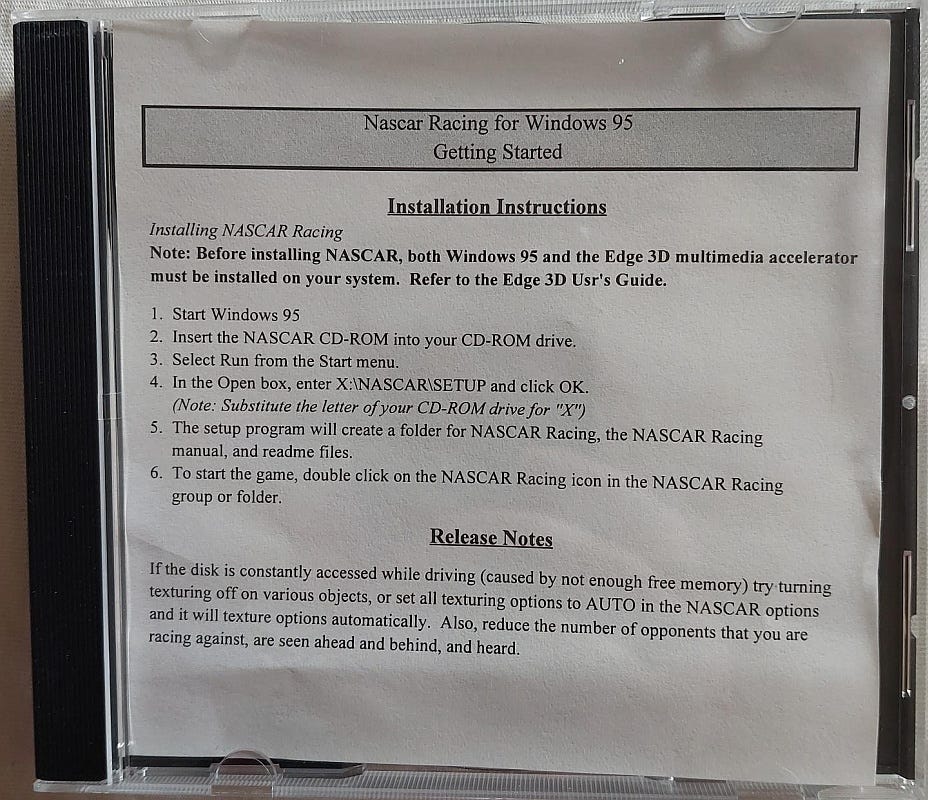 Nascar Racing for Windows 95
Getting Started
Installation Instructions
Installing NASCAR Racing
Note: Before installing NASCAR, both Windows 95 and the Edge 3D multimedia accelerator
must be installed on your system.  Refer to the Edge 3D Usr's Guide.
1. Start Windows 95
2. Insert the NASCAR CD-ROM into your CD-ROM drive.
3. Select Run from the Start menu.
4. In the Open box, enter X:\NASCAR\SETUP and click OK.
(Note: Substitute the letter of your CD-ROM drive for "X")
5. The setup program will create a folder for NASCAR Racing, the NASCAR Racing
manual, and readme files.
6. To start the game, double click on the NASCAR Racing icon in the NASCAR Racing
group or folder.
Release Notes
If the disk is constantly accessed while driving (caused by not enough free memory) try turning
texturing off on various objects, or set all texturing options to AUTO in the NASCAR options
and it will texture options automatically.  Also, reduce the number of opponents that you are
racing against, are seen ahead and behind, and heard.